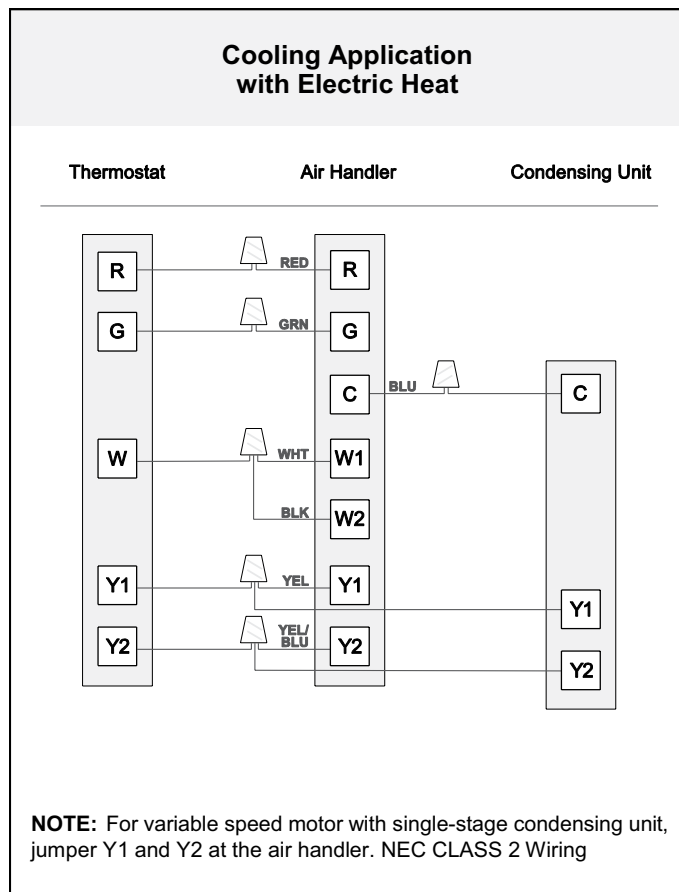 Cooling Application
with Electric Heat
Thermostat Air Handler Condensing Unit
R RED R
G GRN G
C BLU C
W WHT W1
BLK W2
Y1 YEL Y1
Y1
Y2 YEL/
BLU Y2
Y2
NOTE: For variable speed motor with single-stage condensing unit,
jumper Y1 and Y2 at the air handler. NEC CLASS 2 Wiring